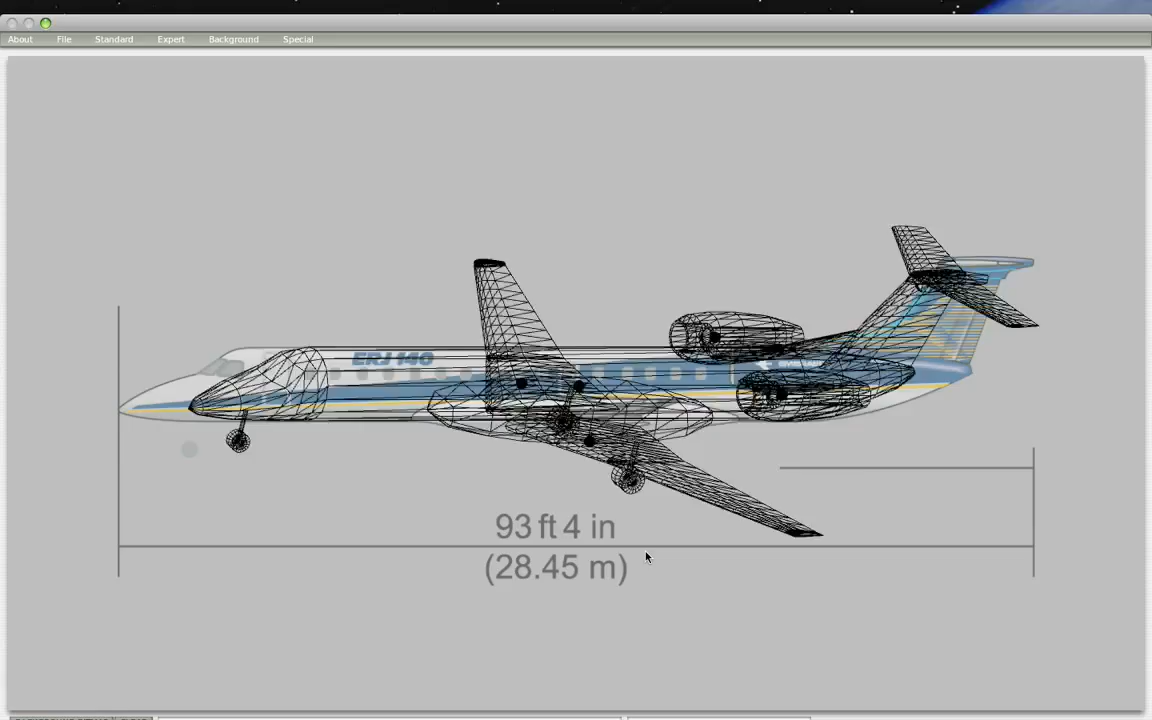 About File Standard Expert Background Special
ERJ 140
93 ft 4 in
(28.45 m)